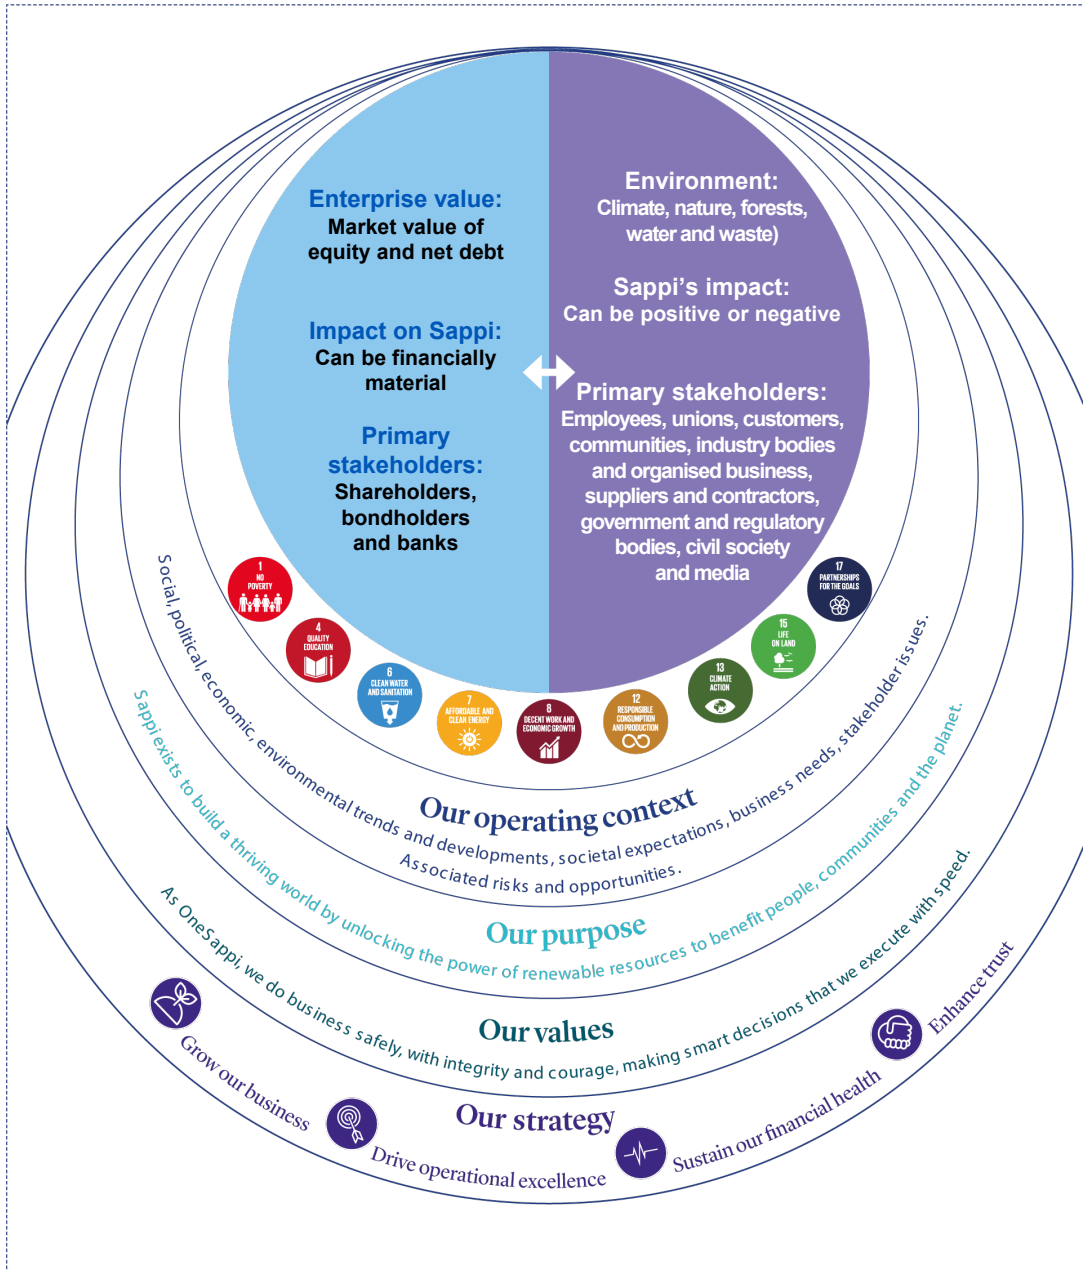 Enterprise value:
Market value of
equity and net debt
Impact on Sappi:
Can be financially
material
Primary
stakeholders:
Shareholders,
bondholders
and banks
Environment:
Climate, nature, forests,
water and waste)
Sappi’s impact:
Can be positive or negative
Primary stakeholders:
Employees, unions, customers,
communities, industry bodies
and organised business,
suppliers and contractors,
government and regulatory
bodies, civil society
and media
1
NO
POVERTY
4
QUALITY
EDUCATION
6
CLEAN WATER
AND SANITATION
7
AFFORDABLE AND
CLEAN ENERGY
8
DECENT WORK AND
ECONOMIC GROWTH
12
RESPONSIBLE
CONSUMPTION
AND PRODUCTION
13
CLIMATE
ACTION
15
LIFE
ON LAND
17
PARTNERSHIPS
FOR THE GOALS
Our operating context
Social, political, economic, environmental trends and developments, societal expectations, business needs, stakeholder issues.
Associated risks and opportunities.
Our purpose
Sappi exists to build a thriving world by unlocking the power of renewable resources to benefit people, communities and the planet.
Our values
As OneSappi, we do business safely, with integrity and courage, making smart decisions that we execute with speed.
Our strategy
Grow our business
Drive operational excellence
Sustain our financial health
Enhance trust